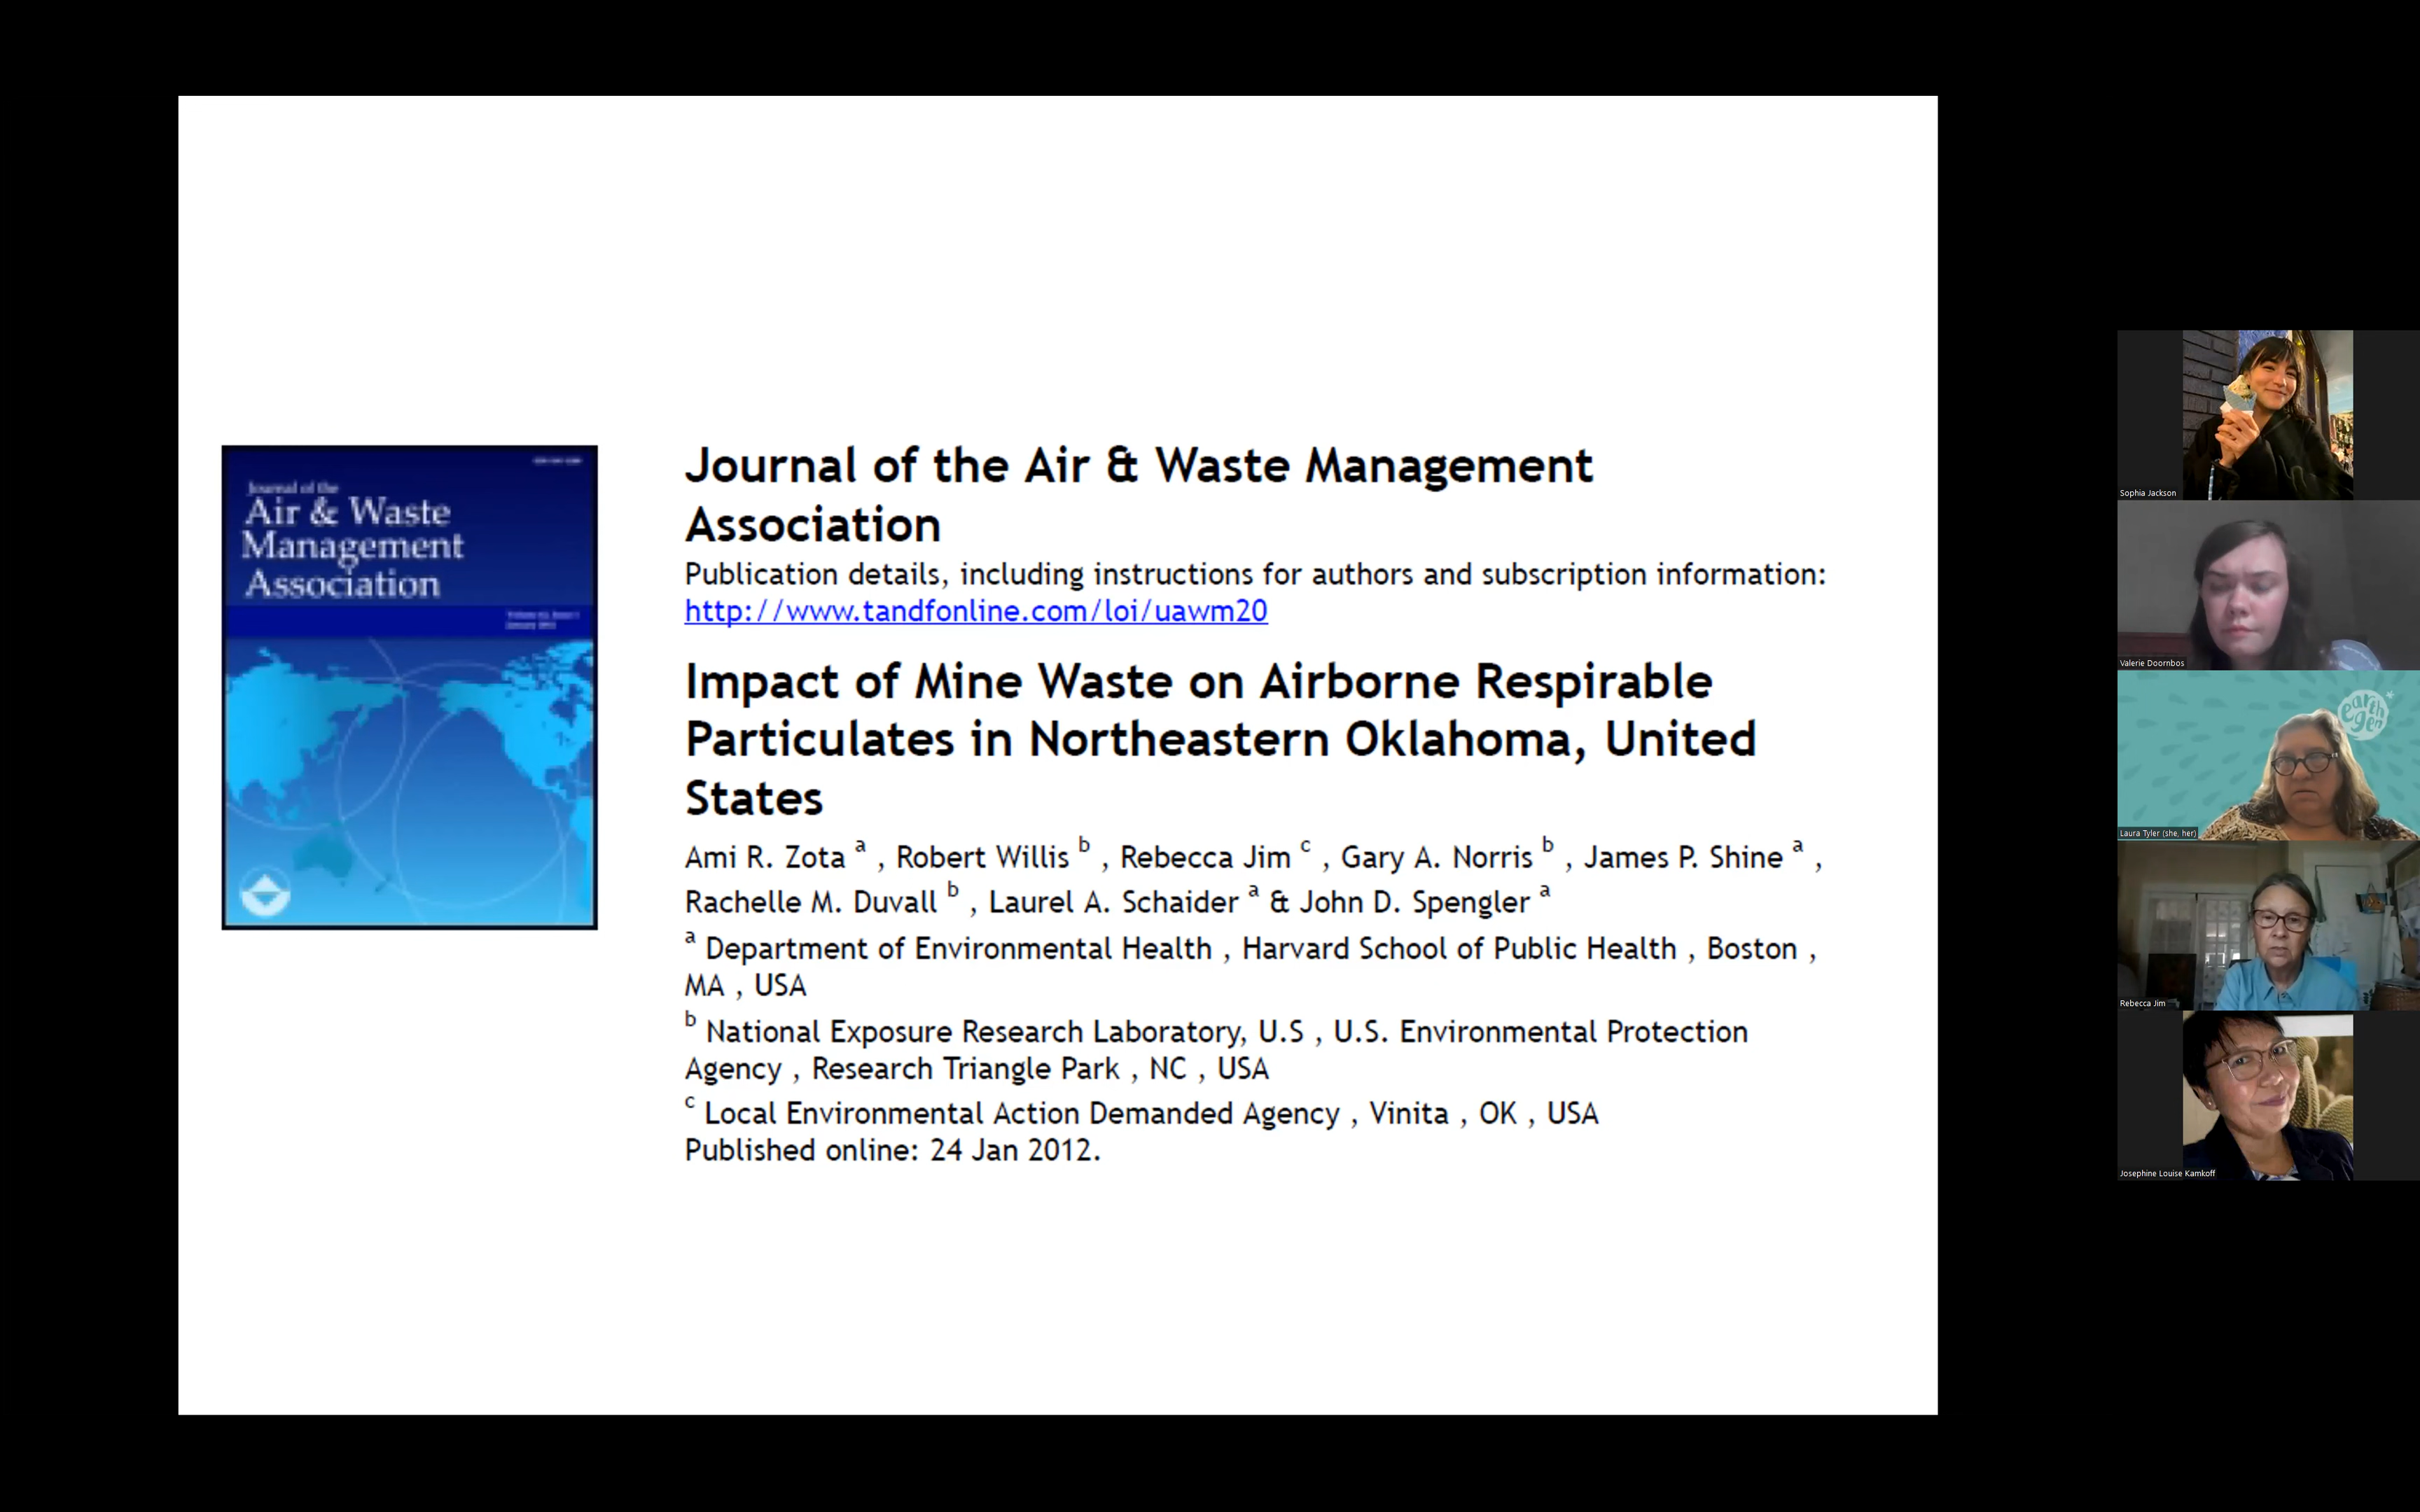 Journal of the
Air & Waste
Management
Association
Journal of the Air & Waste Management
Association
Publication details, including instructions for authors and subscription information:
http://www.tandfonline.com/loi/uawm20
Impact of Mine Waste on Airborne Respirable
Particulates in Northeastern Oklahoma, United
States
Ami R. Zota a , Robert Willis b , Rebecca Jim c , Gary A. Norris b , James P. Shine a ,
Rachelle M. Duvall b , Laurel A. Schaider a & John D. Spengler a
a Department of Environmental Health , Harvard School of Public Health , Boston ,
MA , USA
b National Exposure Research Laboratory, U.S , U.S. Environmental Protection
Agency , Research Triangle Park , NC , USA
c Local Environmental Action Demanded Agency , Vinita , OK , USA
Published online: 24 Jan 2012.
Sophia Jackson
Valerie Doornbos
earth
gen
Laura Tyler (she, her)
Rebecca Jim
Josephine Louise Kamkoff